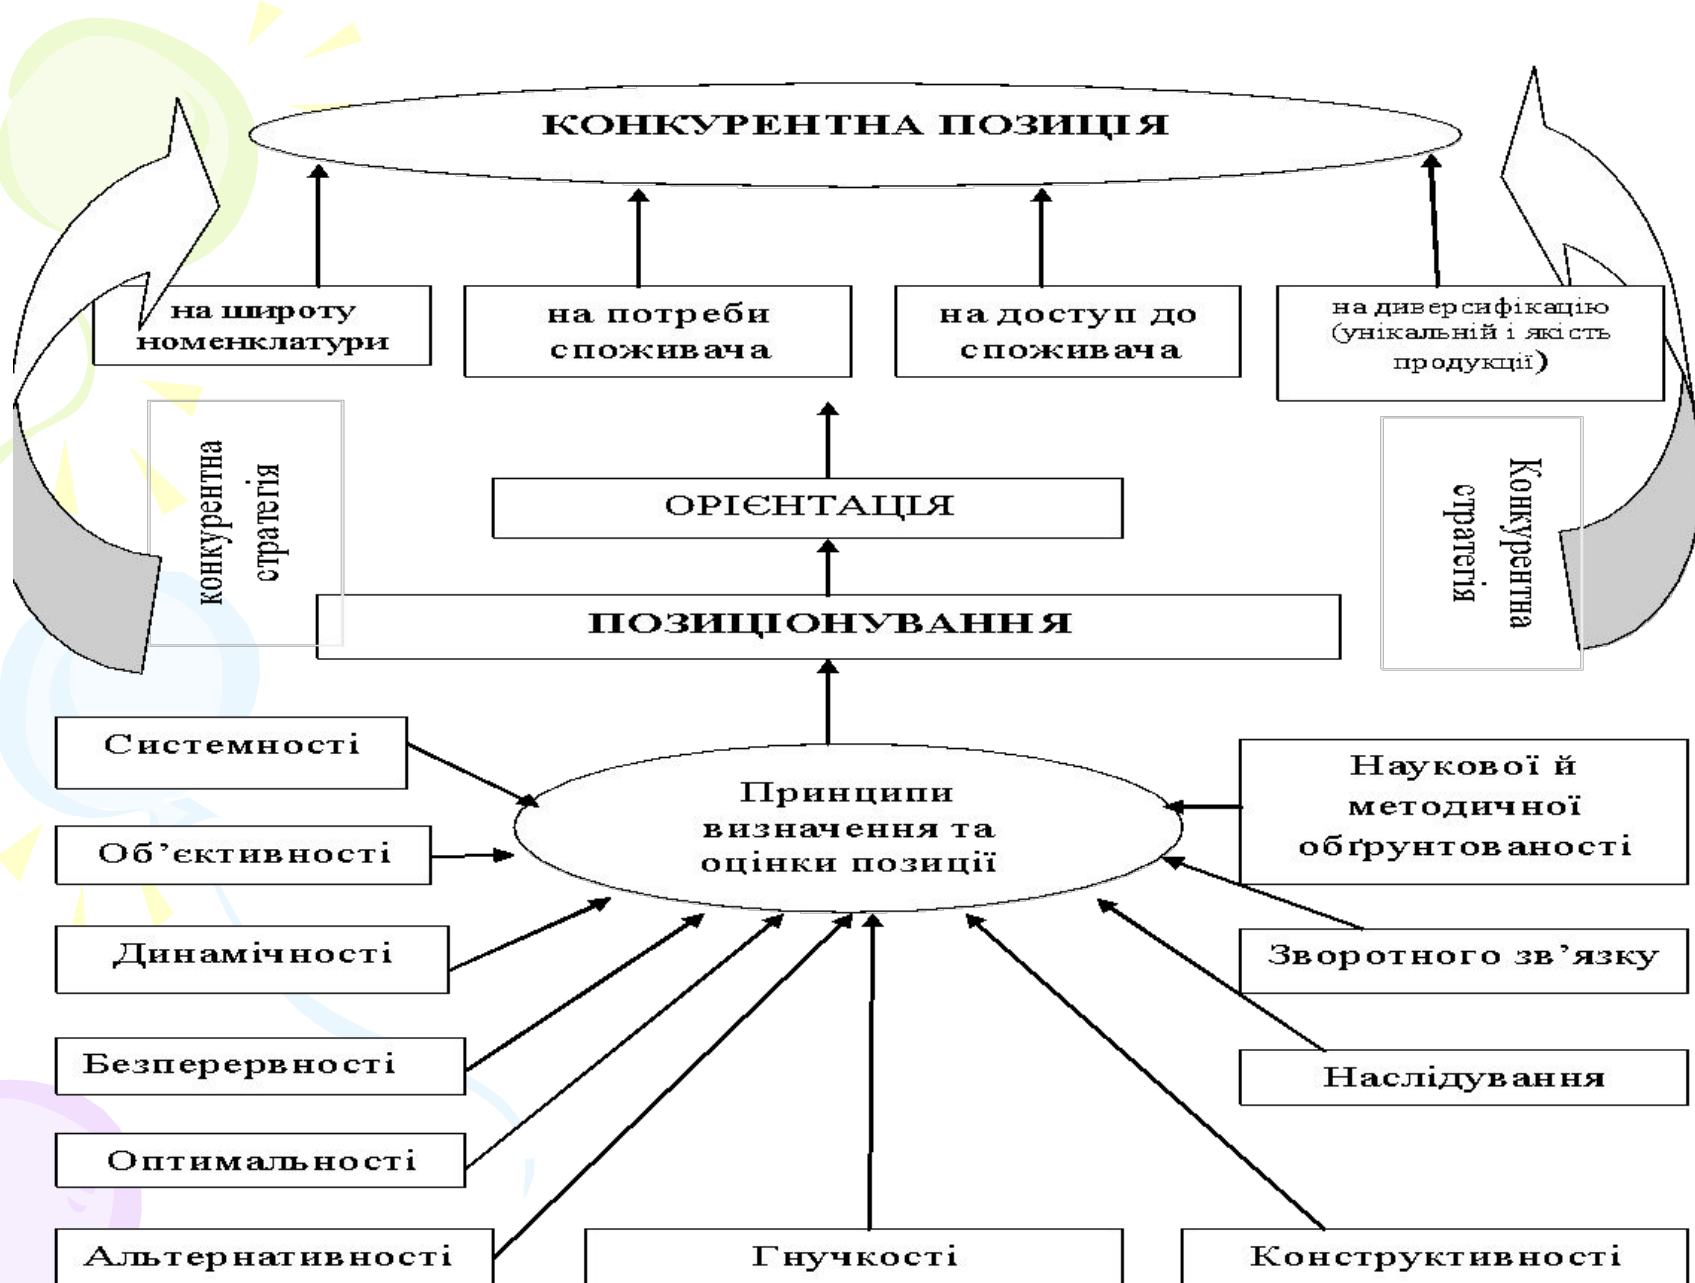 КОНКУРЕНТНА ПОЗИЦІЯ
на широту
номенклатури
на потреби
споживача
на доступ до
споживача
на диверсифікацію
(унікальній і якість
продукції)
конкурентна
стратегія
Конкурентна
стратегія
ОРІЄНТАЦІЯ
ПОЗИЦІОНУВАННЯ
Системності
Об’єктивності
Динамічності
Безперервності
Оптимальності
Альтернативності
Принципи
визначення та
оцінки позиції
Гнучкості
Наукової й
методичної
обґрунтованості
Зворотного зв’язку
Наслідування
Конструктивності